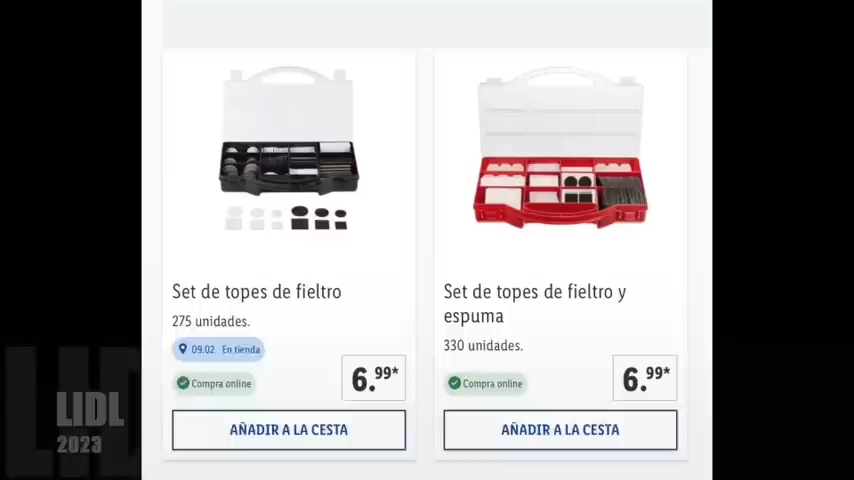 Set de topes de fieltro
275 unidades.
09.02 En tienda
Compra online
6.99*
AÑADIR A LA CESTA
Set de topes de fieltro y
espuma
330 unidades.
Compra online
6.99*
AÑADIR A LA CESTA
LIDL
2023
LID